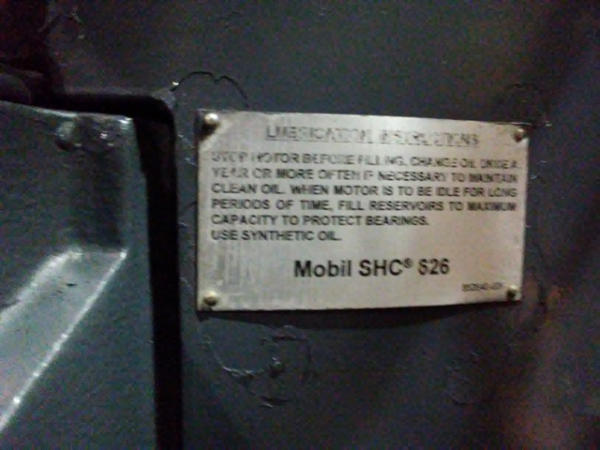 LUBRICATION INSTRUCTIONS
STOP MOTOR BEFORE FILLING. CHANGE OIL ONCE A
YEAR OR MORE OFTEN IF NECESSARY TO MAINTAIN
CLEAN OIL. WHEN MOTOR IS TO BE IDLE FOR LONG
PERIODS OF TIME, FILL RESERVOIRS TO MAXIMUM
CAPACITY TO PROTECT BEARINGS.
USE SYNTHETIC OIL.
Mobil SHC® 626